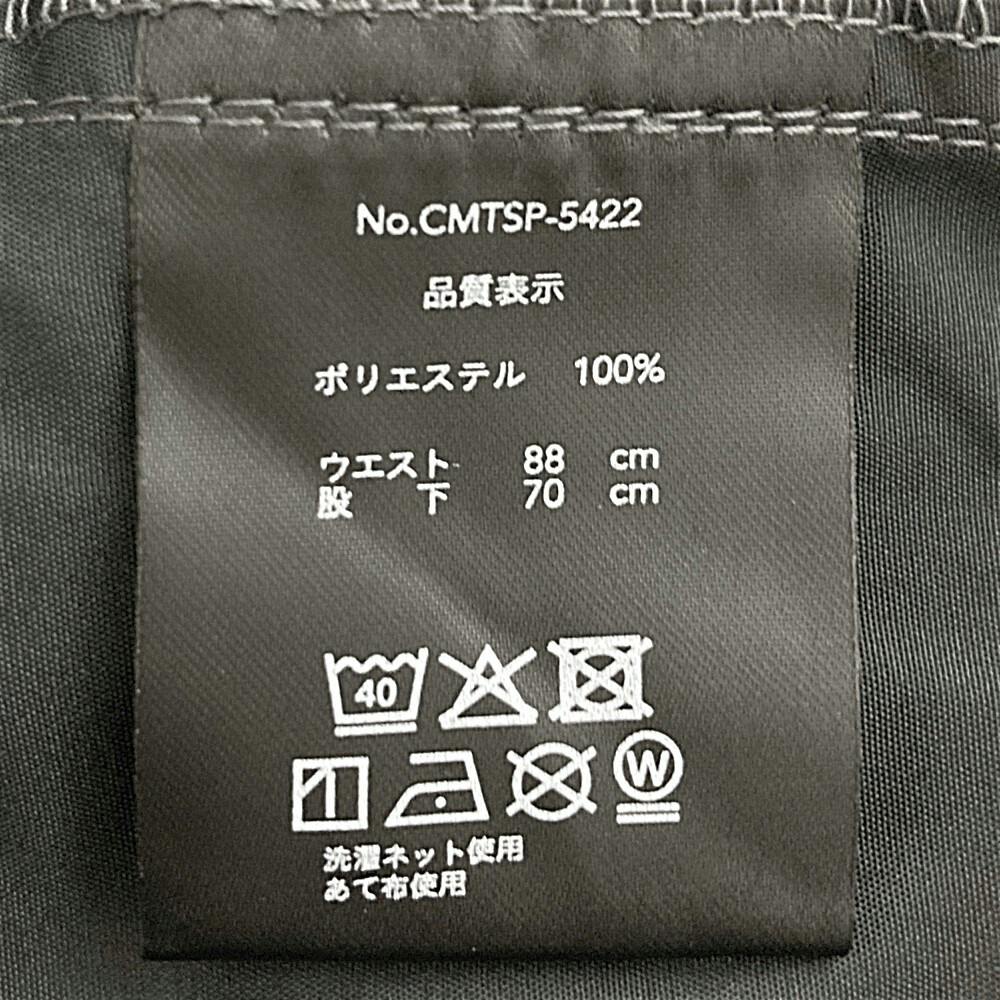 No.CMTSP-5422
品質表示
ポリエステル 100%
ウエスト 88 cm
股下 70 cm
40
W
洗濯ネット使用
あて布使用